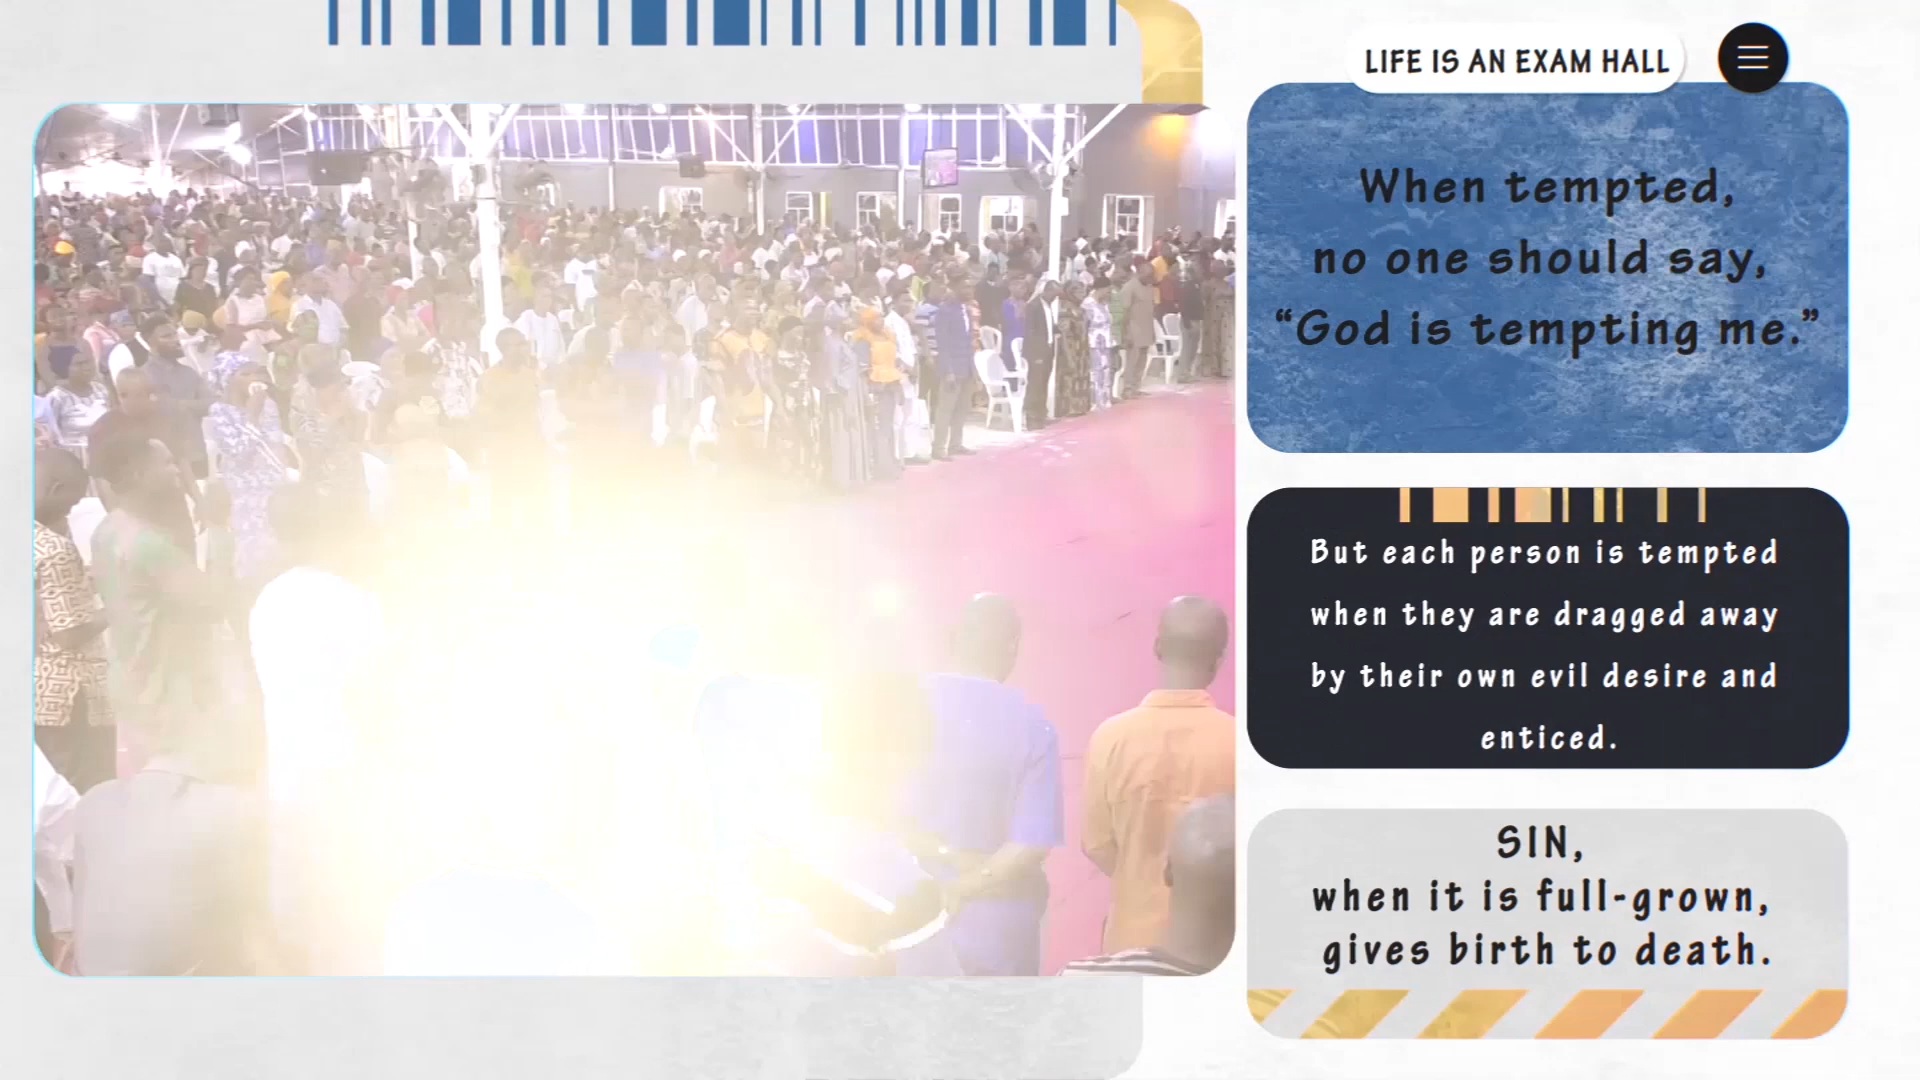 LIFE IS AN EXAM HALL
When tempted,
no one should say,
“God is tempting me.”
But each person is tempted
when they are dragged away
by their own evil desire and
enticed.
SIN,
when it is full-grown,
gives birth to death.